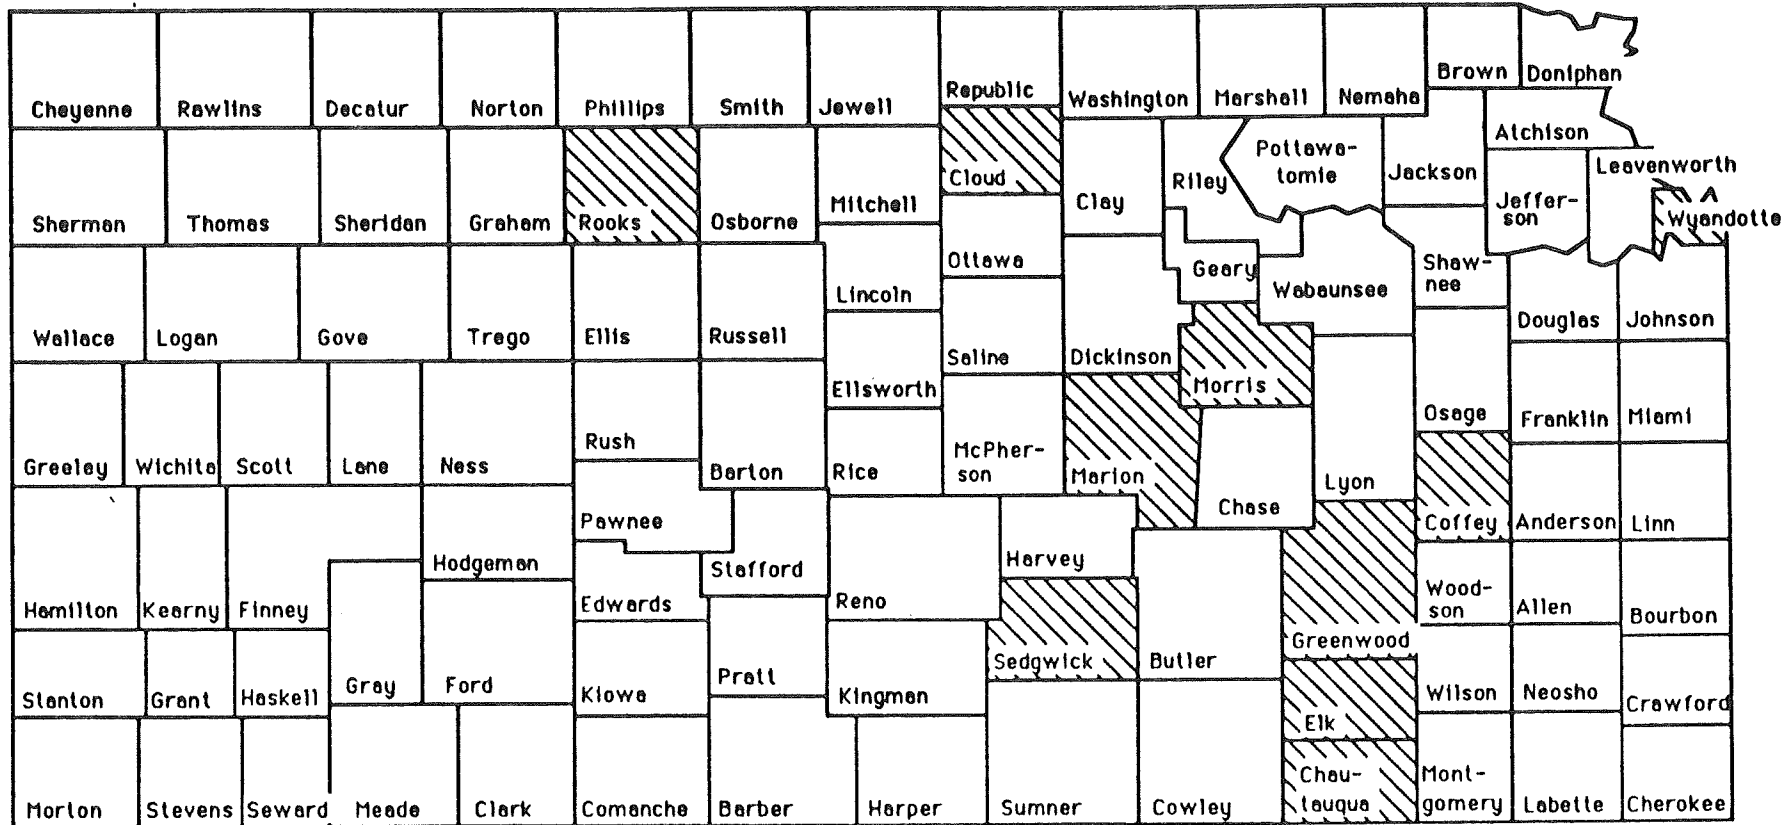 Cheyenne Rawlins Decatur Norton Phillips Smith Jewell Republic Washington Marshall Nemaha Brown Doniphan
Sherman Thomas Sheridan Graham Rooks Osborne Mitchell Cloud Clay Riley Pottawa-
tomie Jackson Atchison
Jeffer-
son Leavenworth
Wyandotte
Wallace Logan Gove Trego Ellis Russell Lincoln Ottawa Geary Wabaunsee Shaw-
nee Douglas Johnson
Ellsworth Saline Dickinson Morris
Greeley Wichita Scott Lane Ness Rush Barton Rice McPher-
son Marion Chase Lyon Osage Franklin Miami
Coffey Anderson Linn
Hamilton Kearny Finney Hodgeman Pawnee Edwards Stafford Reno Harvey Greenwood Wood-
son Allen Bourbon
Stanton Grant Haskell Gray Ford Kiowa Pratt Kingman Sedgwick Butler Elk Wilson Neosho Crawford
Morton Stevens Seward Meade Clark Comanche Barber Harper Sumner Cowley Chau-
tauqua Mont-
gomery Labette Cherokee